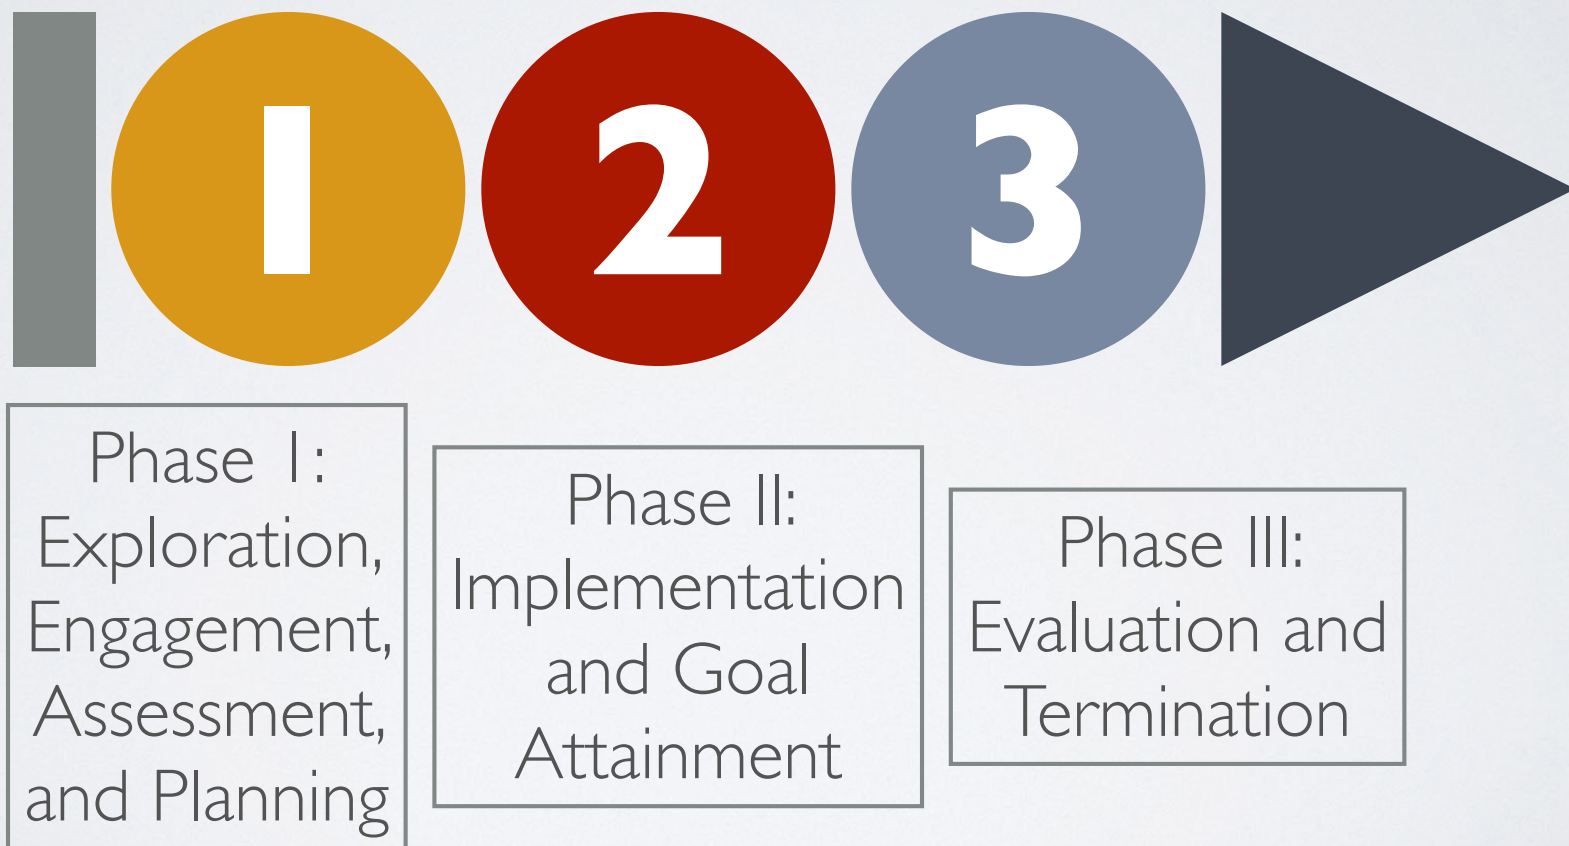 1
2
3
Phase 1:
Exploration,
Engagement,
Assessment,
and Planning
Phase II:
Implementation
and Goal
Attainment
Phase III:
Evaluation and
Termination